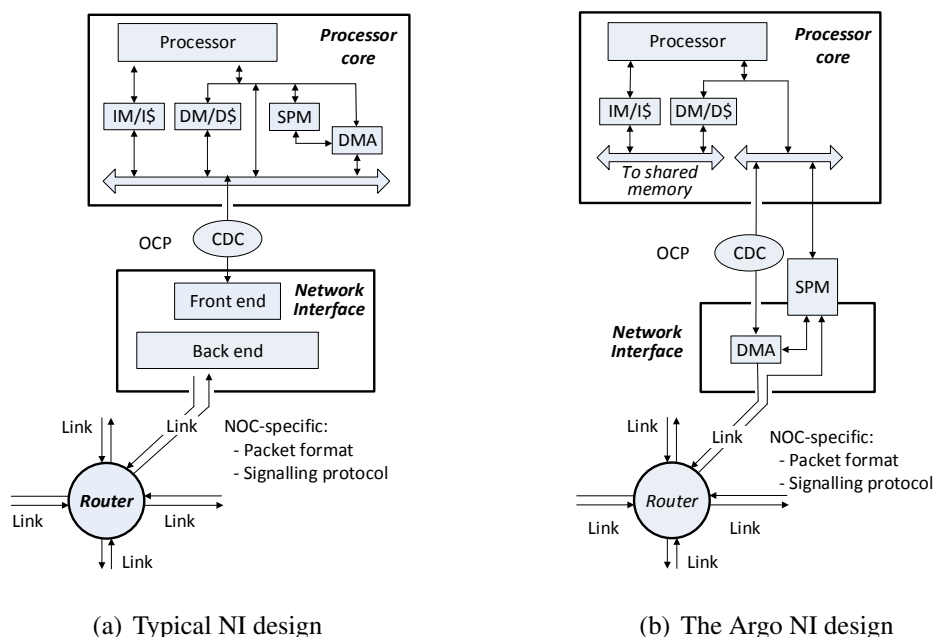 Processor
Processor
core
IM/I$
DM/D$
SPM
DMA
OCP
CDC
Network
Interface
Front end
Back end
Link
Link
NOC-specific:
- Packet format
- Signalling protocol
Router
Link
Link
Link
(a) Typical NI design
Processor
Processor
core
IM/I$
DM/D$
To shared
memory
OCP
CDC
SPM
Network
Interface
DMA
Link
Link
NOC-specific:
- Packet format
- Signalling protocol
Router
Link
Link
Link
(b) The Argo NI design